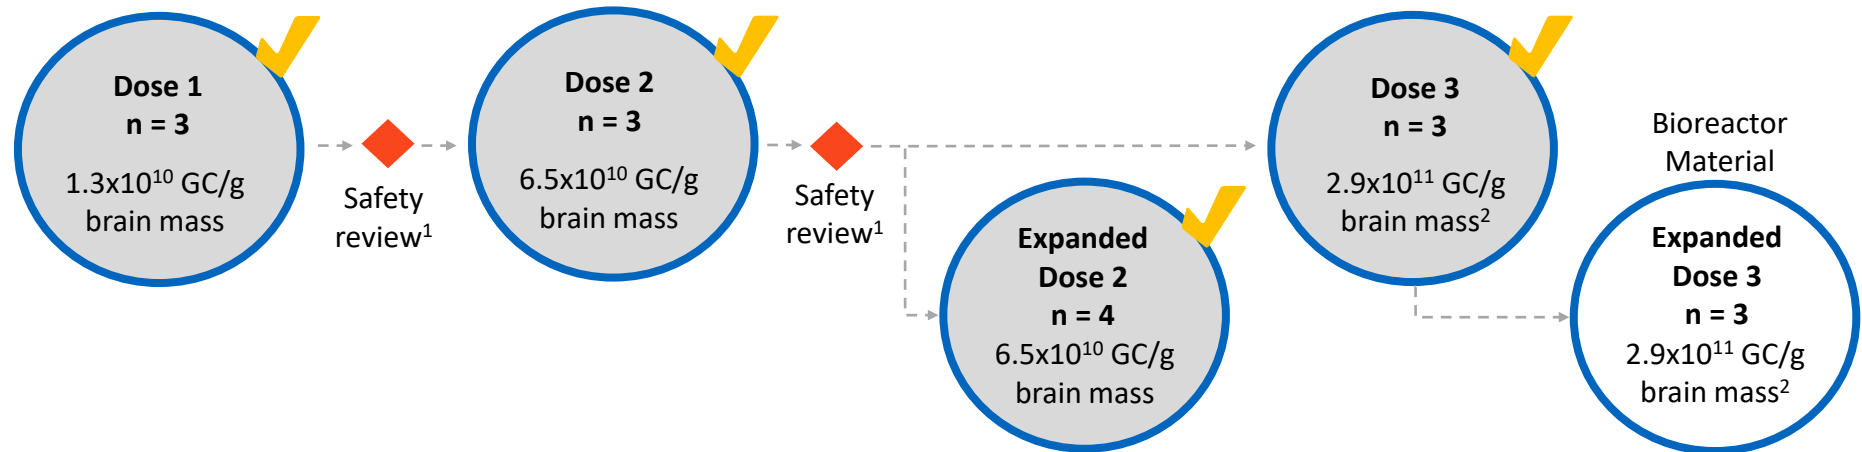 Dose 1
n = 3
1.3x10¹⁰ GC/g
brain mass
Safety
review¹
Dose 2
n = 3
6.5x10¹⁰ GC/g
brain mass
Safety
review¹
Expanded
Dose 2
n = 4
6.5x10¹⁰ GC/g
brain mass
Dose 3
n = 3
2.9x10¹¹ GC/g
brain mass²
Bioreactor
Material
Expanded
Dose 3
n = 3
2.9x10¹¹ GC/g
brain mass²